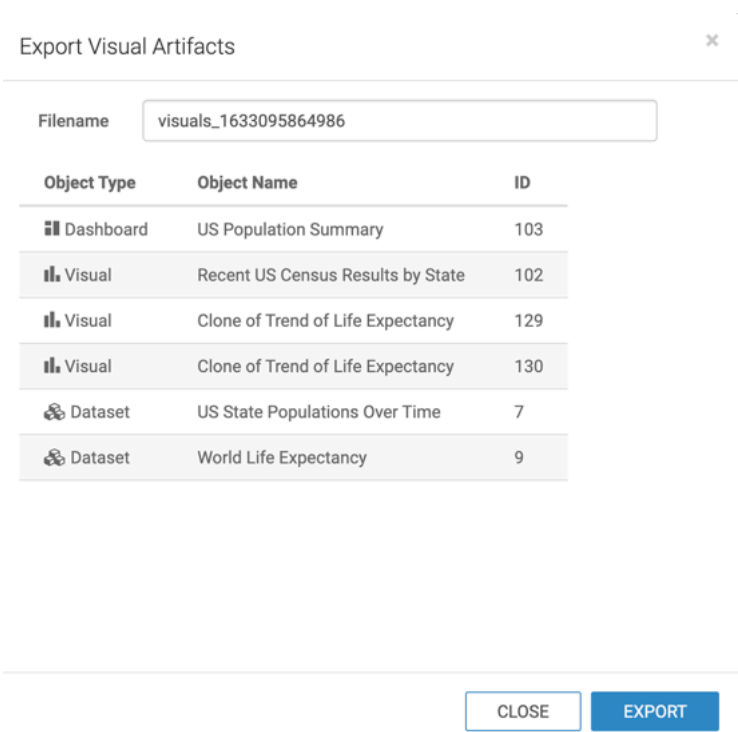 Export Visual Artifacts ×
Filename visuals_1633095864986
Object Type Object Name ID
Dashboard US Population Summary 103
Visual Recent US Census Results by State 102
Visual Clone of Trend of Life Expectancy 129
Visual Clone of Trend of Life Expectancy 130
Dataset US State Populations Over Time 7
Dataset World Life Expectancy 9
CLOSE EXPORT